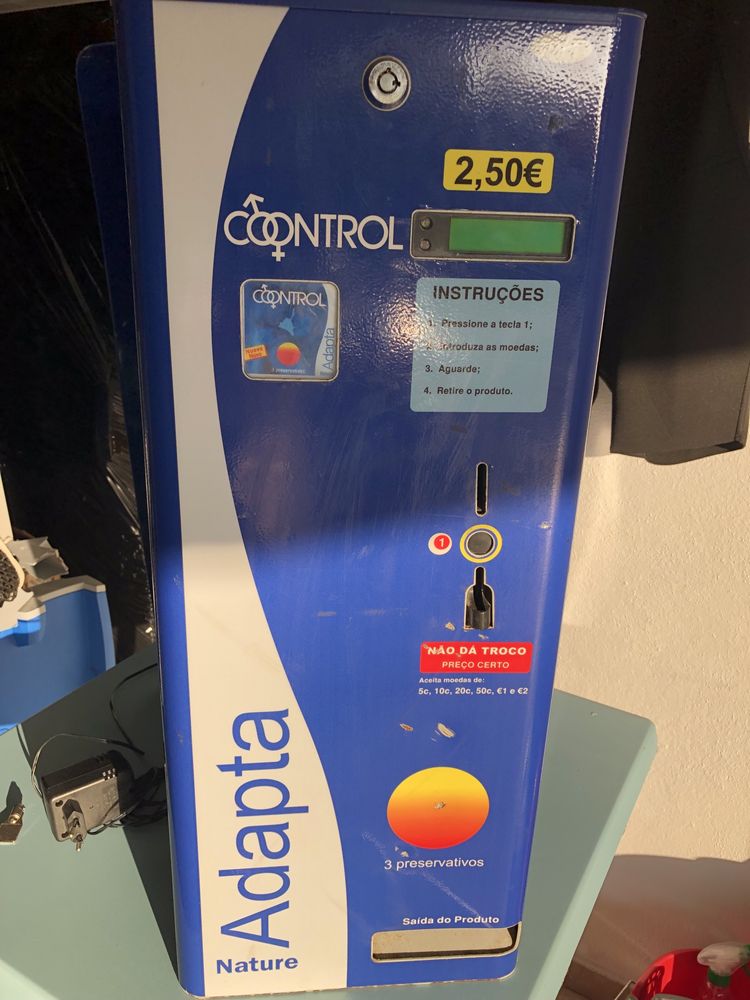 2,50€
CONTROL
CONTROL
Adapta
3 preservativos
INSTRUÇÕES
1. Pressione a tecla 1;
2. Introduza as moedas;
3. Aguarde;
4. Retire o produto.
1
NÃO DÁ TROCO
PREÇO CERTO
Aceita moedas de:
5c, 10c, 20c, 50c, €1 e €2
3 preservativos
Adapta
Nature
Saída do Produto